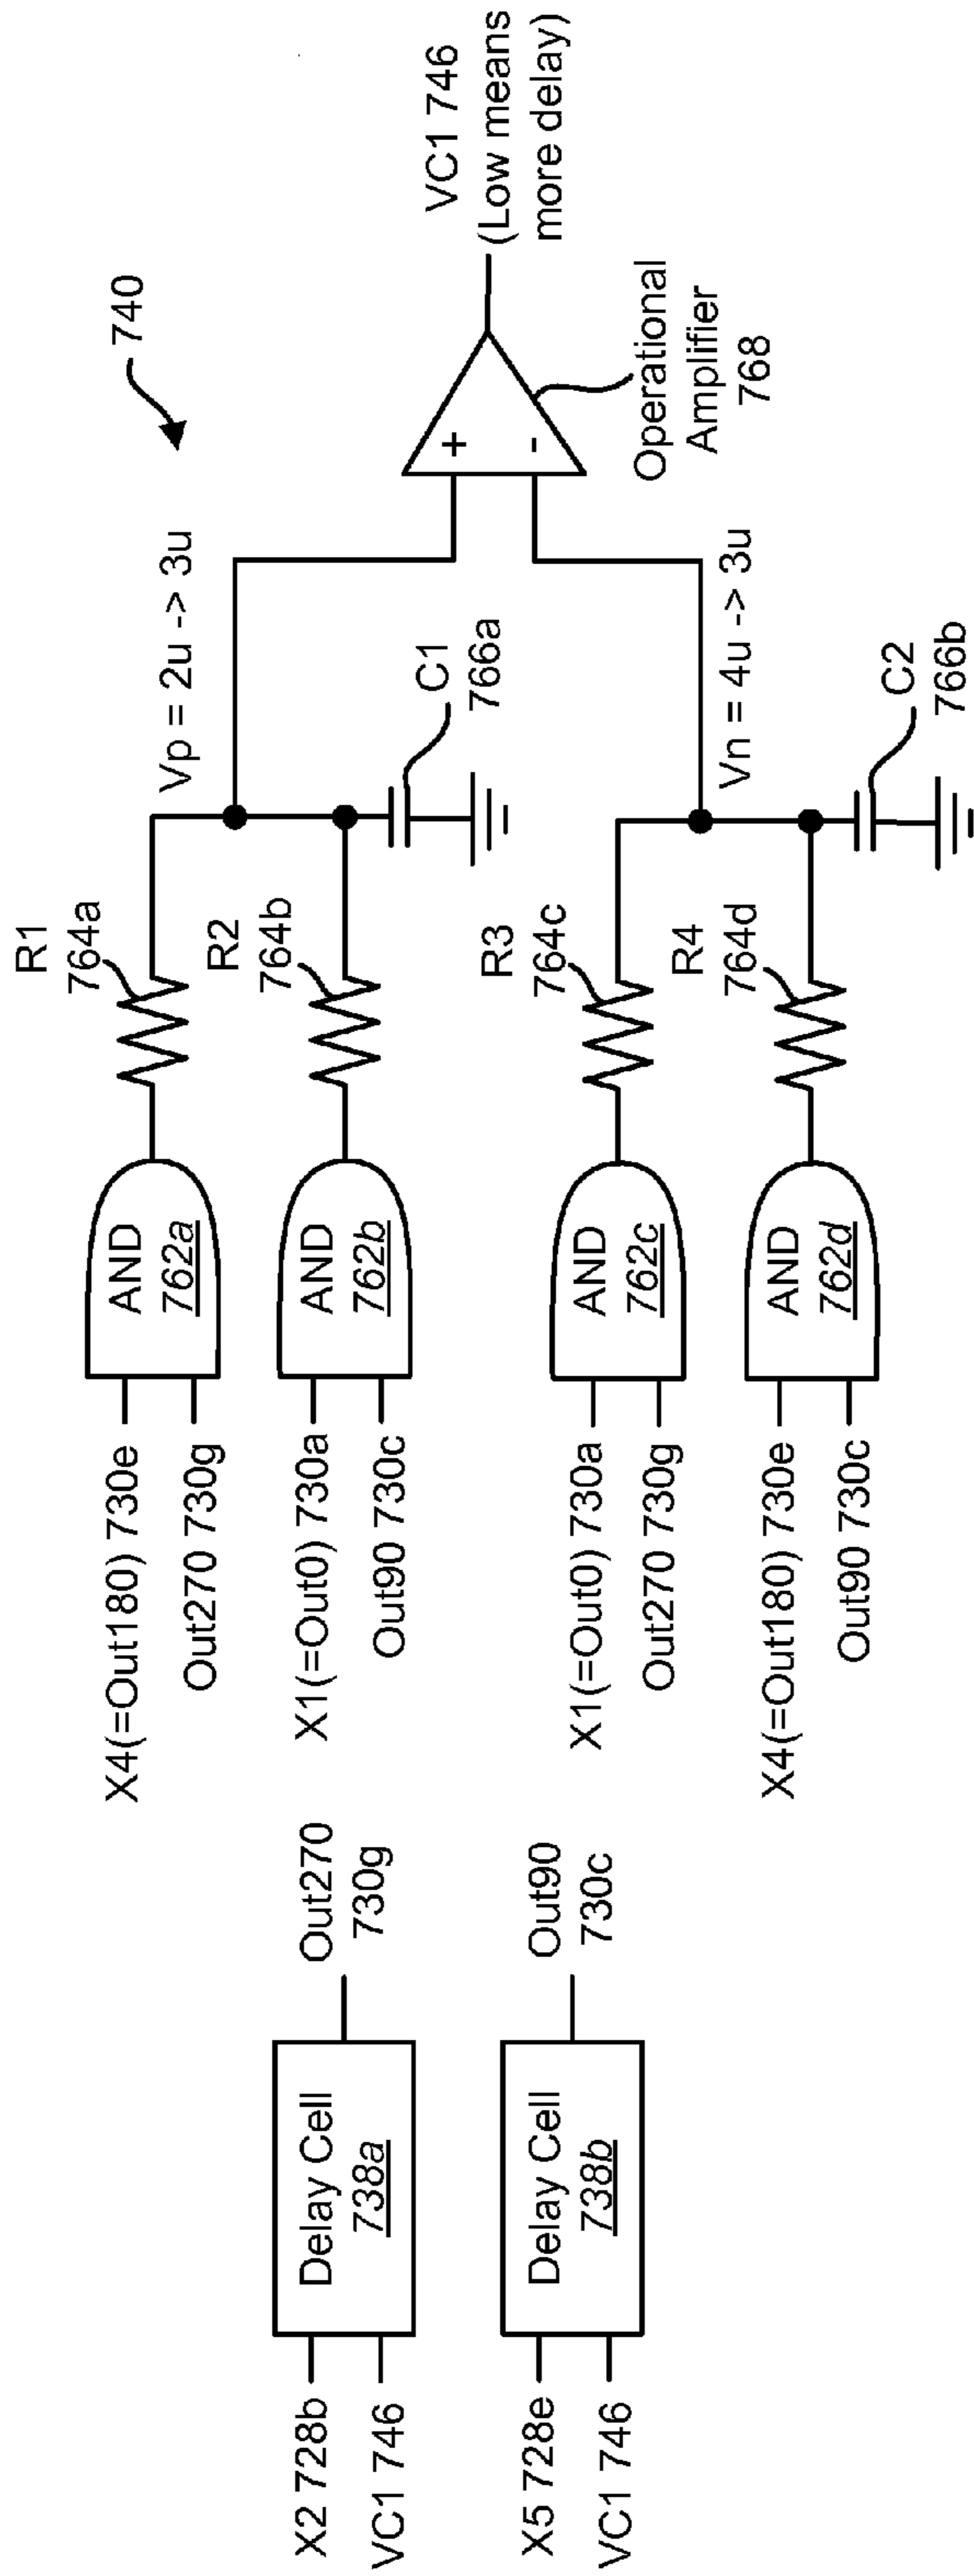 740
X2 728b
VC1 746
Delay Cell
738a
Out270
730g
X5 728e
VC1 746
Delay Cell
738b
Out90
730c
X4(=Out180) 730e
Out270 730g
AND
762a
R1
764a
X1(=Out0) 730a
Out90 730c
AND
762b
R2
764b
Vp = 2u -> 3u
C1
766a
X1(=Out0) 730a
Out270 730g
AND
762c
R3
764c
X4(=Out180) 730e
Out90 730c
AND
762d
R4
764d
Vn = 4u -> 3u
C2
766b
+
-
Operational
Amplifier
768
VC1 746
(Low means
more delay)